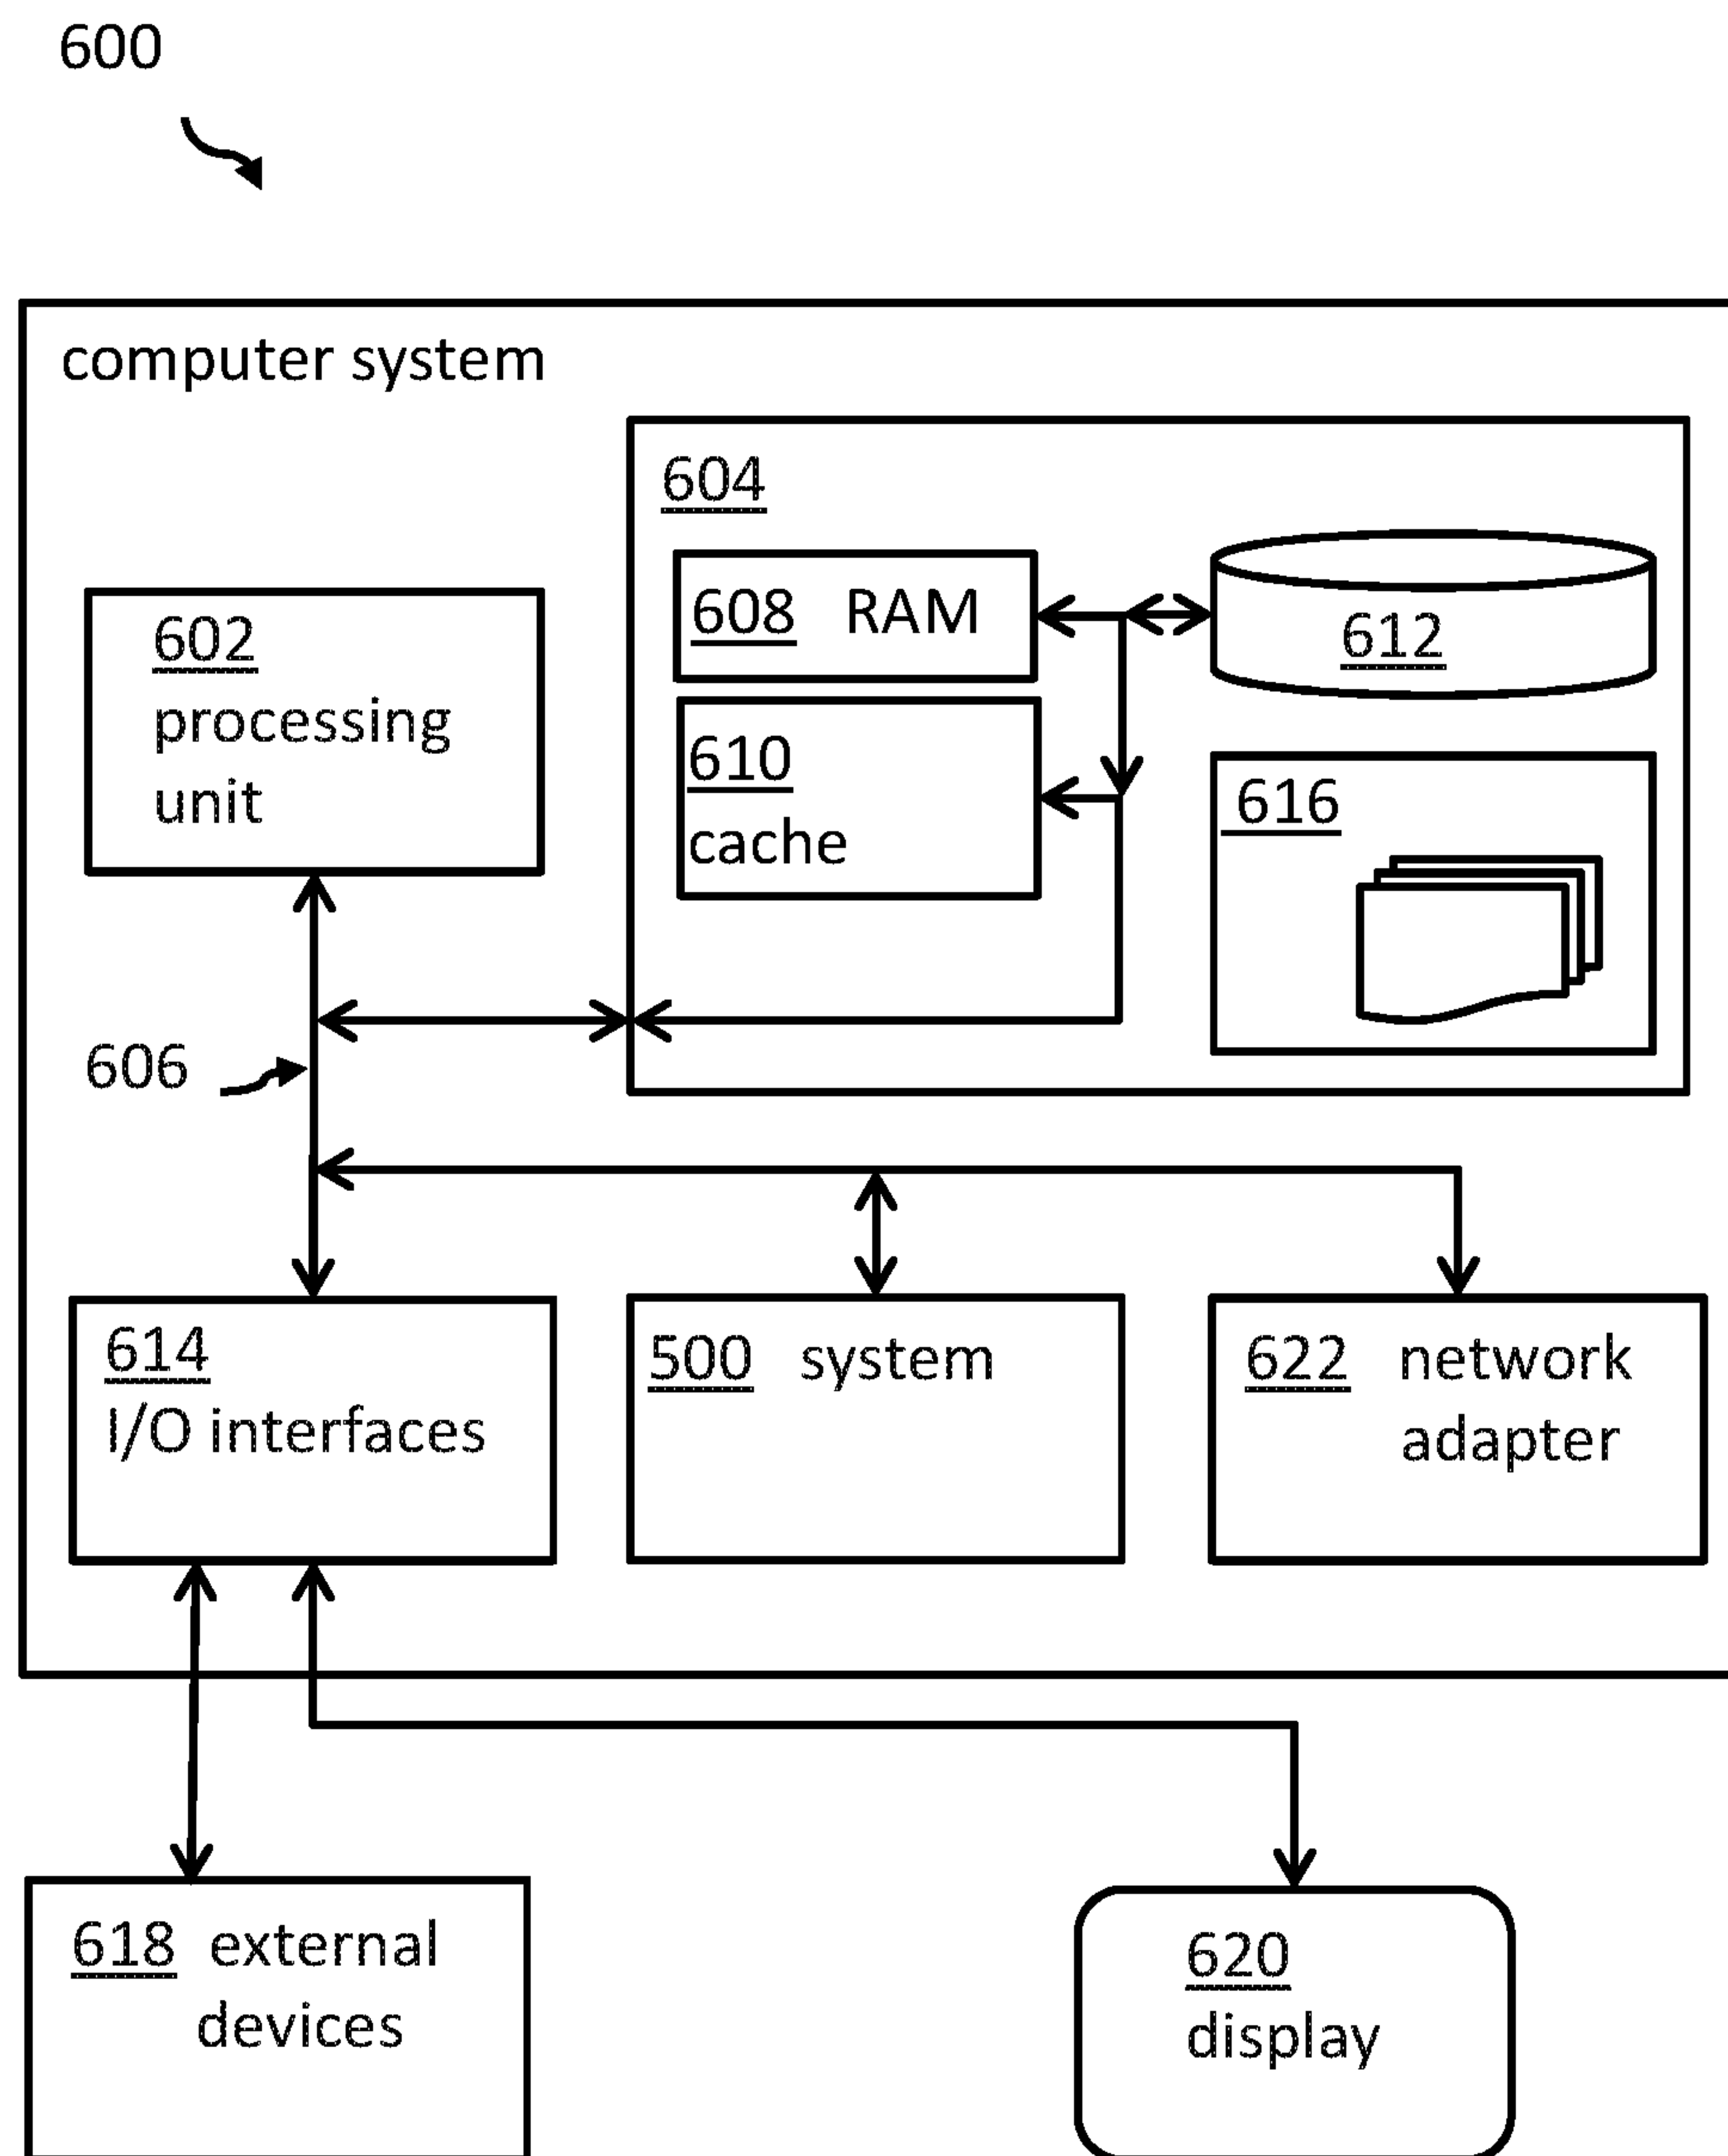 600
computer system
604
608 RAM
612
602
processing
unit
610
cache
616
606
614
I/O interfaces
500 system
622 network
adapter
618 external
devices
620
display